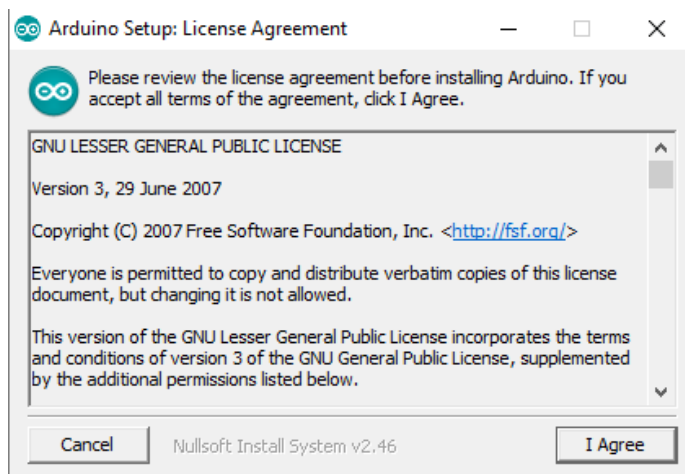 Arduino Setup: License Agreement
Please review the license agreement before installing Arduino. If you
accept all terms of the agreement, click I Agree.
GNU LESSER GENERAL PUBLIC LICENSE
Version 3, 29 June 2007
Copyright (C) 2007 Free Software Foundation, Inc. <http://fsf.org/>
Everyone is permitted to copy and distribute verbatim copies of this license
document, but changing it is not allowed.
This version of the GNU Lesser General Public License incorporates the terms
and conditions of version 3 of the GNU General Public License, supplemented
by the additional permissions listed below.
Cancel
Nullsoft Install System v2.46
I Agree